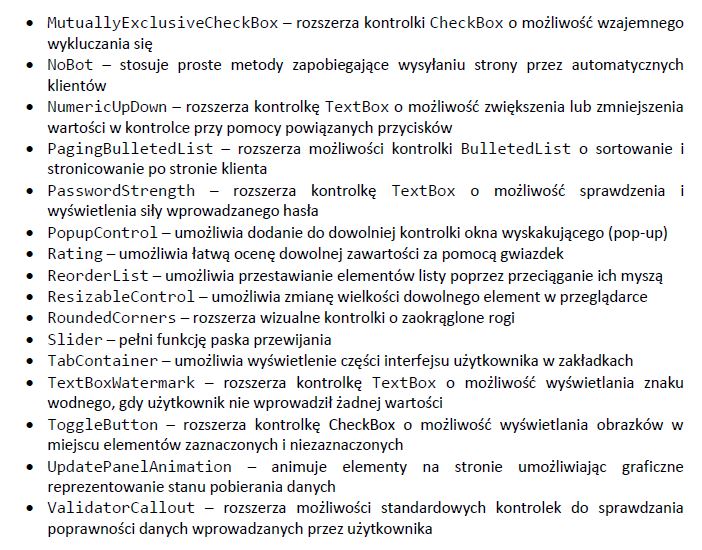 • MutuallyExclusiveCheckBox – rozszerza kontrolki CheckBox o możliwość wzajemnego
wykluczania się
• NoBot – stosuje proste metody zapobiegające wysyłaniu strony przez automatycznych
klientów
• NumericUpDown – rozszerza kontrolkę TextBox o możliwość zwiększenia lub zmniejszenia
wartości w kontrolce przy pomocy powiązanych przycisków
• PagingBulletedList – rozszerza możliwości kontrolki BulletedList o sortowanie i
stronicowanie po stronie klienta
• PasswordStrength – rozszerza kontrolkę TextBox o możliwość sprawdzenia i
wyświetlenia siły wprowadzanego hasła
• PopupControl – umożliwia dodanie do dowolniej kontrolki okna wyskakującego (pop-up)
• Rating – umożliwia łatwą ocenę dowolnej zawartości za pomocą gwiazdek
• ReorderList – umożliwia przestawianie elementów listy poprzez przeciąganie ich myszą
• ResizableControl – umożliwia zmianę wielkości dowolnego element w przeglądarce
• RoundedCorners – rozszerza wizualne kontrolki o zaokrąglone rogi
• Slider – pełni funkcję paska przewijania
• TabContainer – umożliwia wyświetlenie części interfejsu użytkownika w zakładkach
• TextBoxWatermark – rozszerza kontrolkę TextBox o możliwość wyświetlania znaku
wodnego, gdy użytkownik nie wprowadził żadnej wartości
• ToggleButton – rozszerza kontrolkę CheckBox o możliwość wyświetlania obrazków w
miejscu elementów zaznaczonych i niezaznaczonych
• UpdatePanelAnimation – animuje elementy na stronie umożliwiając graficzne
reprezentowanie stanu pobierania danych
• ValidatorCallout – rozszerza możliwości standardowych kontrolek do sprawdzania
poprawności danych wprowadzanych przez użytkownika